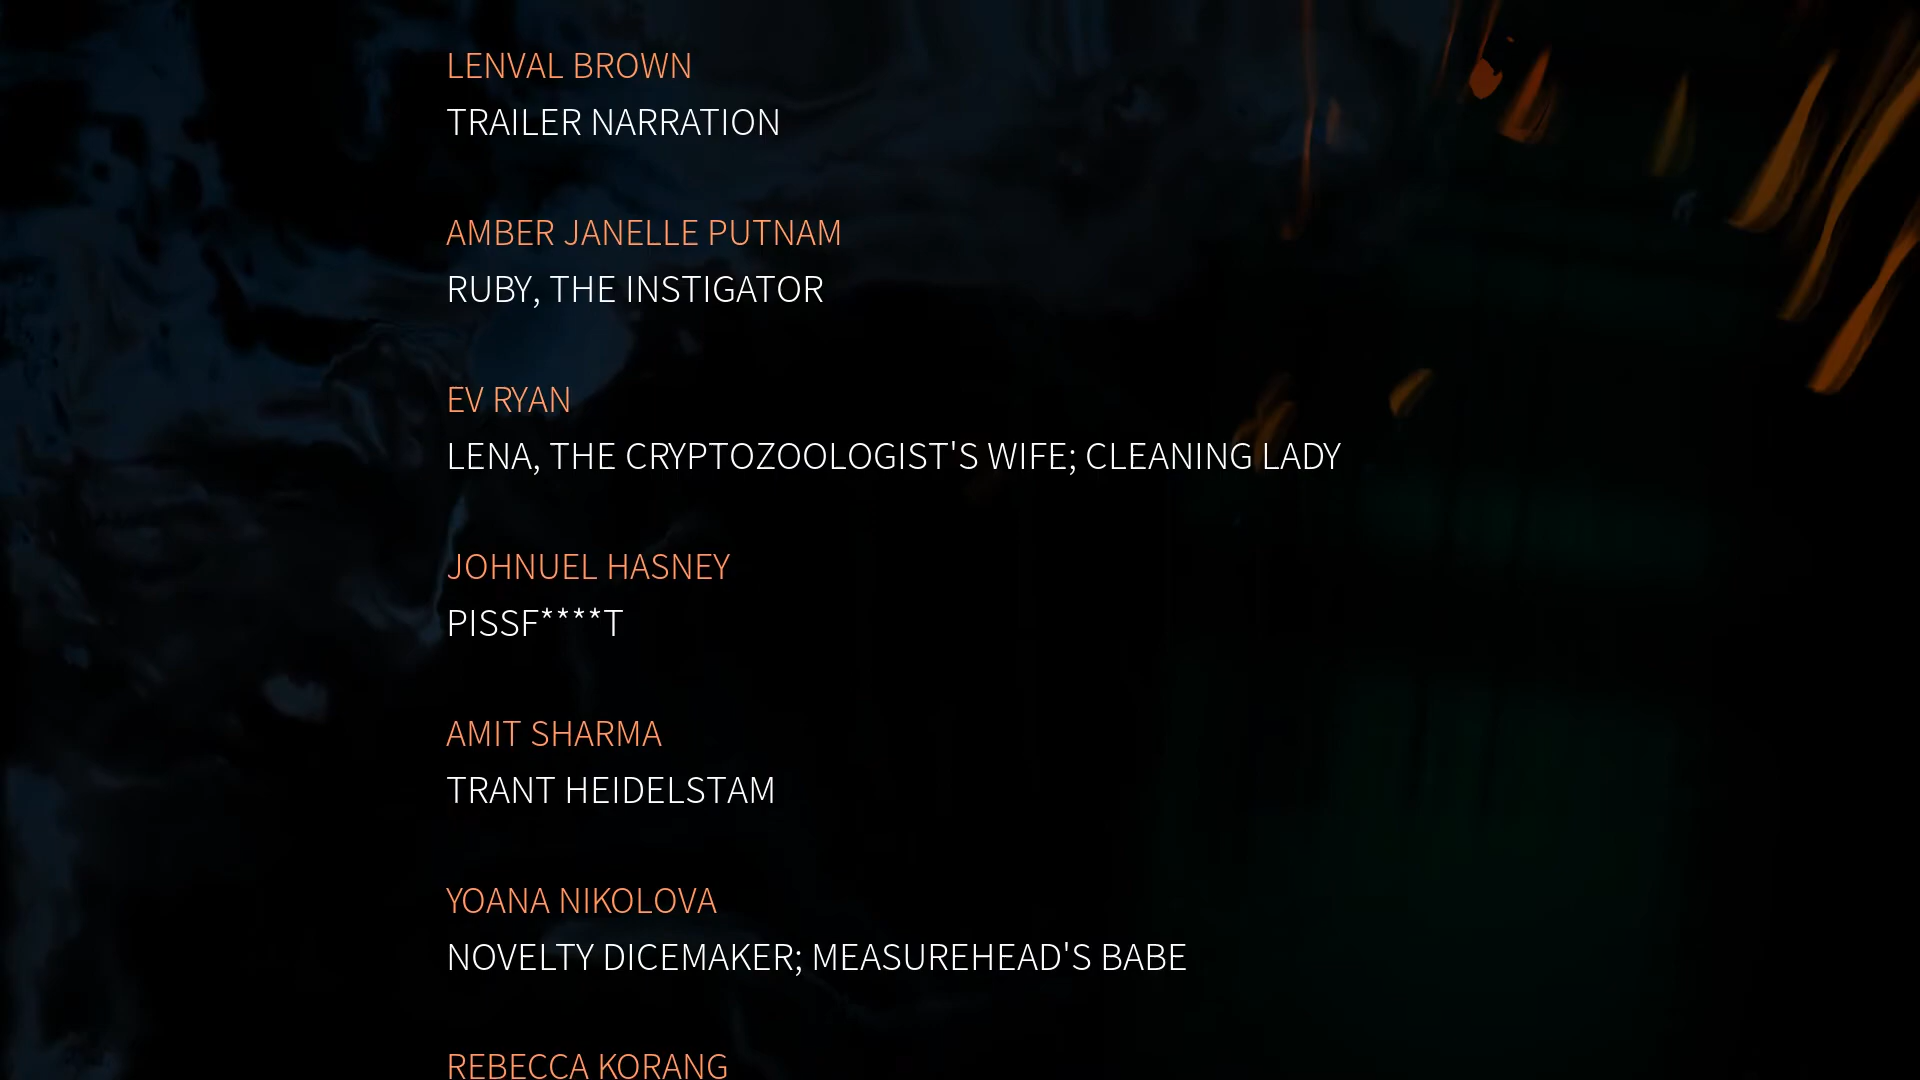 LENVAL BROWN
TRAILER NARRATION
AMBER JANELLE PUTNAM
RUBY, THE INSTIGATOR
EV RYAN
LENA, THE CRYPTOZOOLOGIST'S WIFE; CLEANING LADY
JOHNUEL HASNEY
PISSF****T
AMIT SHARMA
TRANT HEIDELSTAM
YOANA NIKOLOVA
NOVELTY DICEMAKER; MEASUREHEAD'S BABE
REBECCA KORANG